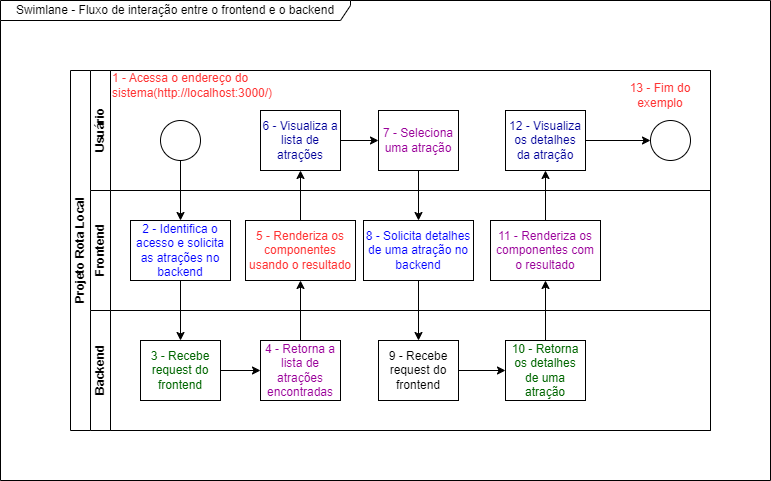 Swimlane - Fluxo de interação entre o frontend e o backend
Projeto Rota Local
Usuário
Frontend
Backend
1 - Acessa o endereço do
sistema(http://localhost:3000/)
2 - Identifica o
acesso e solicita
as atrações no
backend
3 - Recebe
request do
frontend
4 - Retorna a
lista de
atrações
encontradas
5 - Renderiza os
componentes
usando o resultado
6 - Visualiza a
lista de
atrações
7 - Seleciona
uma atração
8 - Solicita detalhes
de uma atração no
backend
9 - Recebe
request do
frontend
10 - Retorna
os detalhes
de uma
atração
11 - Renderiza os
componentes com
o resultado
12 - Visualiza
os detalhes
da atração
13 - Fim do
exemplo